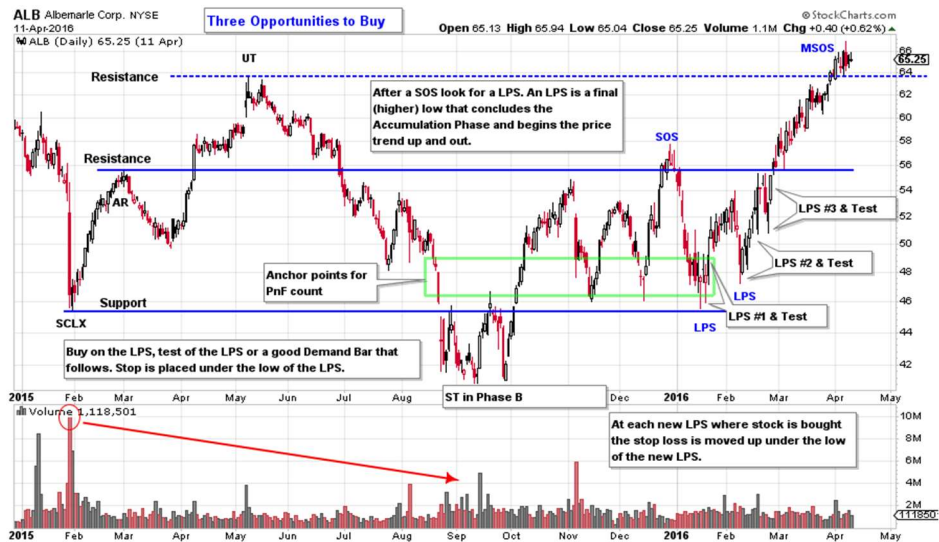 ALB Albemarle Corp. NYSE
Three Opportunities to Buy
© StockCharts.com
11-Apr-2016
Open 65.13 High 65.94 Low 65.04 Close 65.25 Volume 1.1M Chg +0.40 (+0.62%)
ALB (Daily) 65.25 (11 Apr)
MSOS
UT
66
65.25
64
Resistance
After a SOS look for a LPS. An LPS is a final
(higher) low that concludes the
Accumulation Phase and begins the price
trend up and out.
62
60
SOS
58
Resistance
56
AR
54
LPS #3 & Test
52
50
LPS #2 & Test
Anchor points for
PnF count
48
LPS
Support
46
LPS #1 & Test
SCLX
LPS
44
Buy on the LPS, test of the LPS or a good Demand Bar that
follows. Stop is placed under the low of the LPS.
42
ST in Phase B
2015 Feb Mar Apr May Jun Jul Aug Sep Oct Nov Dec 2016 Feb Mar Apr May
Volume 1,118,501
At each new LPS where stock is bought
the stop loss is moved up under the low
of the new LPS.
10M
8M
6M
4M
2M
111850
2015 Feb Mar Apr May Jun Jul Aug Sep Oct Nov Dec 2016 Feb Mar Apr May